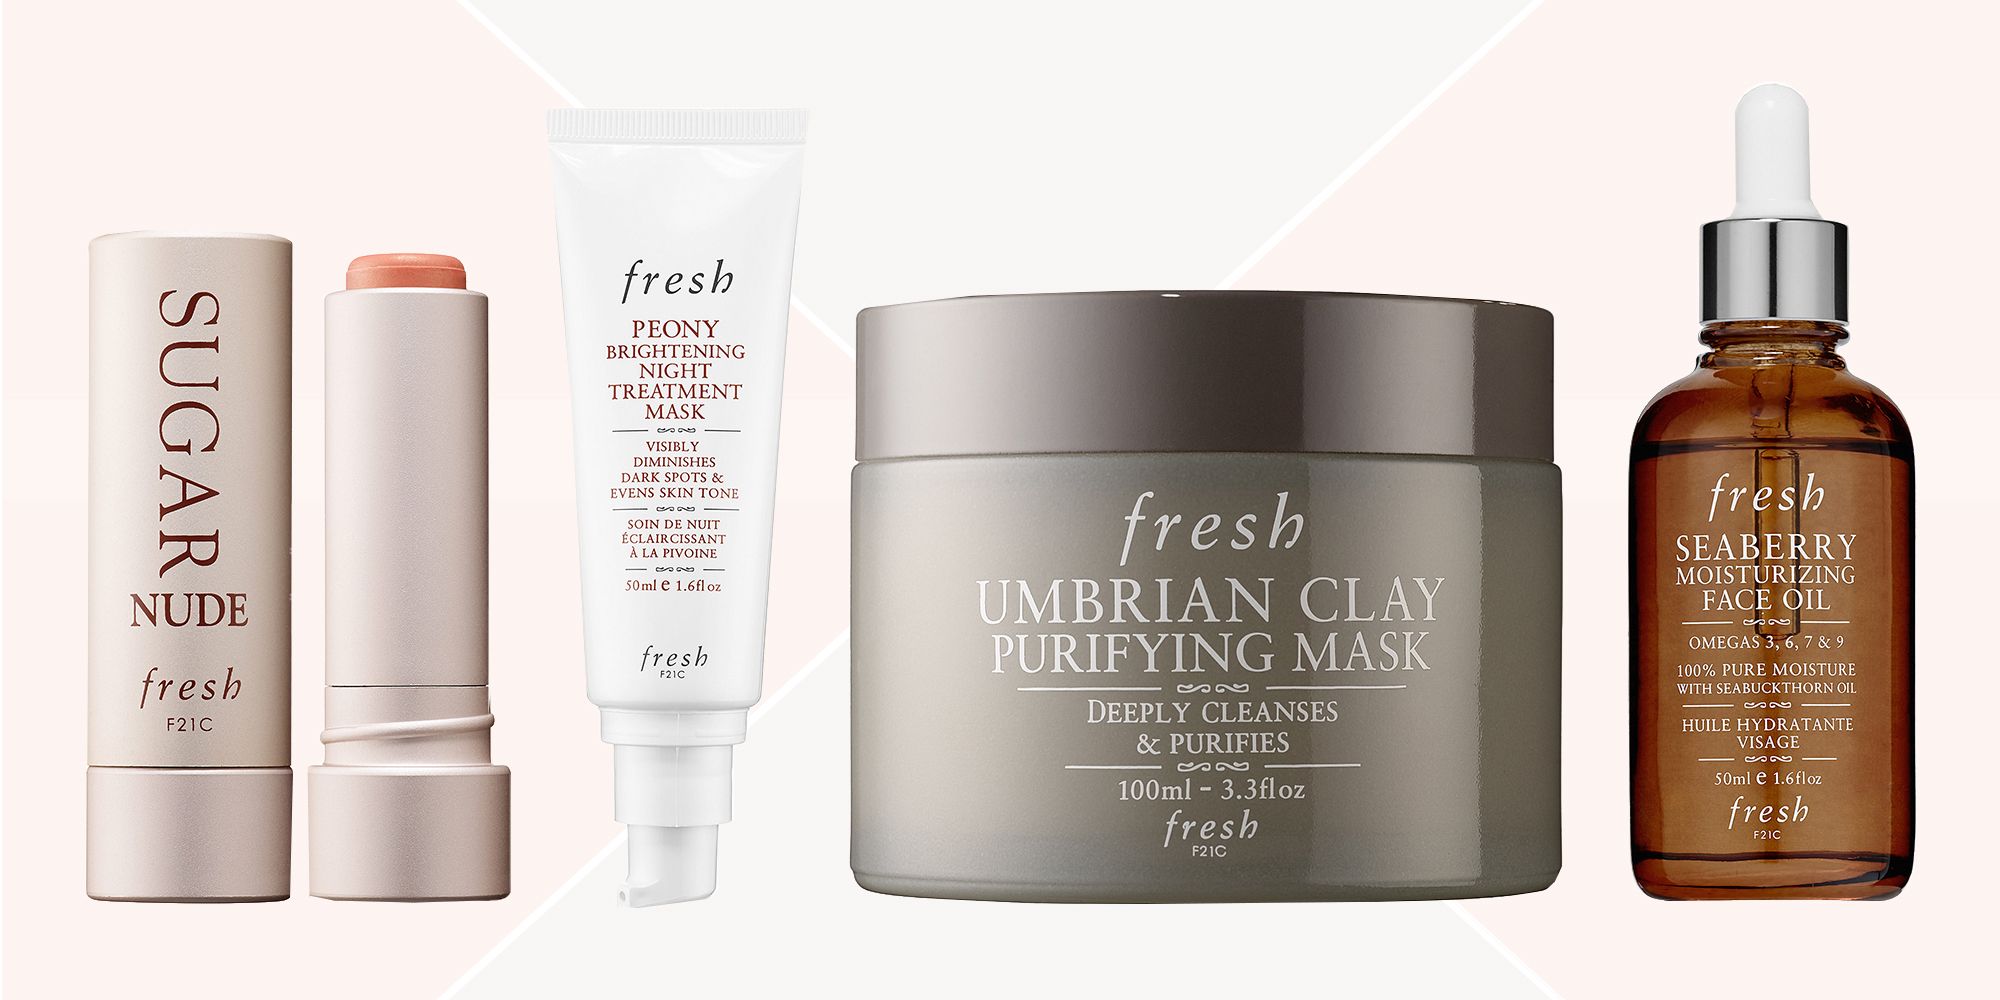 SUGAR
NUDE
fresh
F21C
fresh
PEONY
BRIGHTENING
NIGHT
TREATMENT
MASK
VISIBLY
DIMINISHES
DARK SPOTS &
EVENS SKIN TONE
SOIN DE NUIT
ÉCLAIRCISSANT
À LA PIVOINE
50ml e 1.6fl oz
fresh
F21C
fresh
UMBRIAN CLAY
PURIFYING MASK
DEEPLY CLEANSES
& PURIFIES
100ml - 3.3fl oz
fresh
F21C
fresh
SEABERRY
MOISTURIZING
FACE OIL
OMEGAS 3, 6, 7 & 9
100% PURE MOISTURE
WITH SEABUCKTHORN OIL
HUILE HYDRATANTE
VISAGE
50ml e 1.6fl oz
fresh
F21C